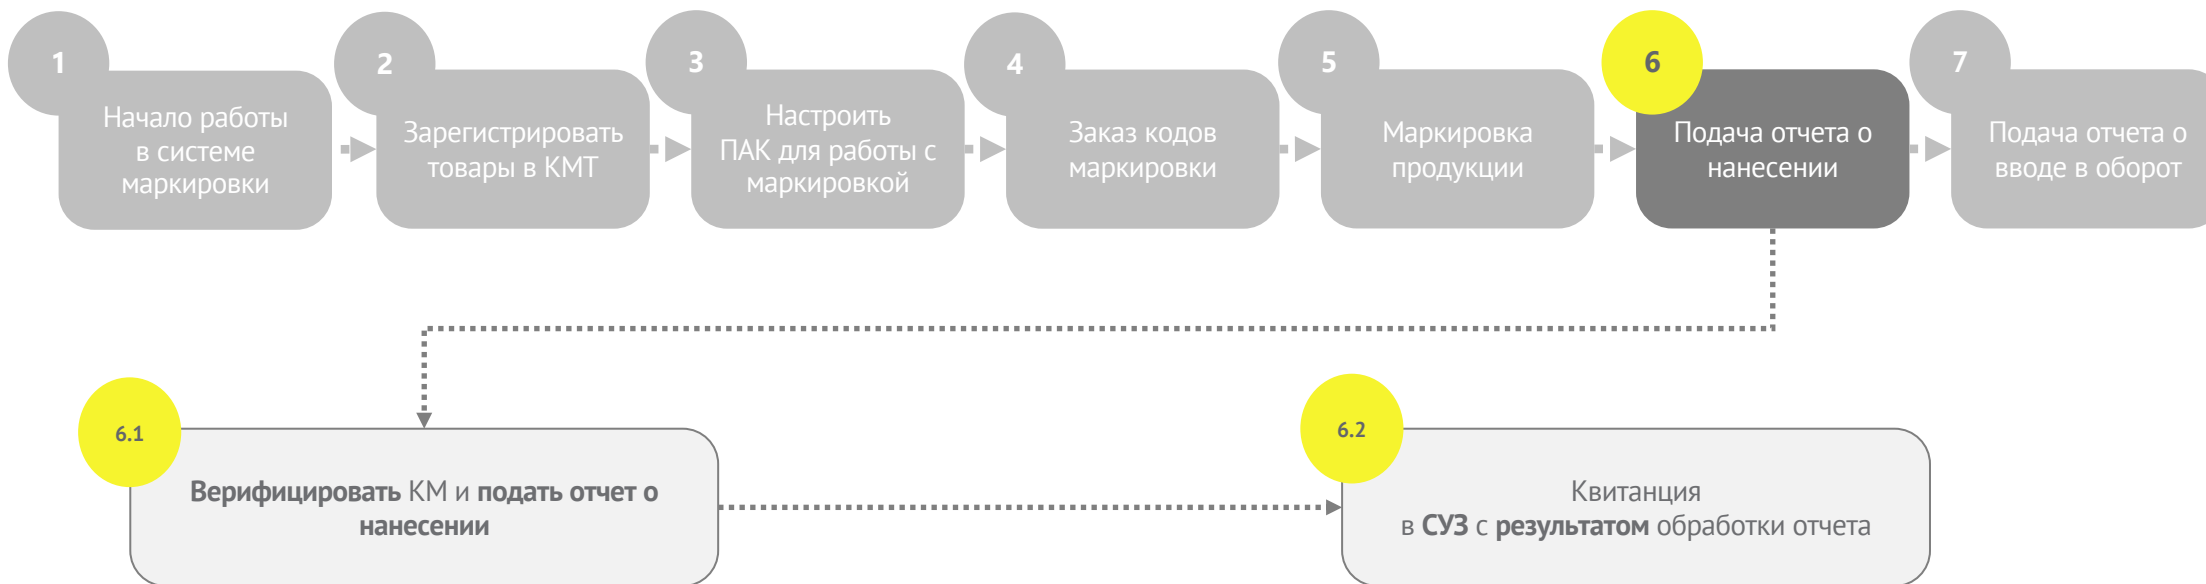 1
Начало работы
в системе
маркировки
2
Зарегистрировать
товары в КМТ
3
Настроить
ПАК для работы с
маркировкой
4
Заказ кодов
маркировки
5
Маркировка
продукции
6
Подача отчета о
нанесении
7
Подача отчета о
вводе в оборот
6.1
Верифицировать КМ и подать отчет о
нанесении
6.2
Квитанция
в СУЗ с результатом обработки отчета